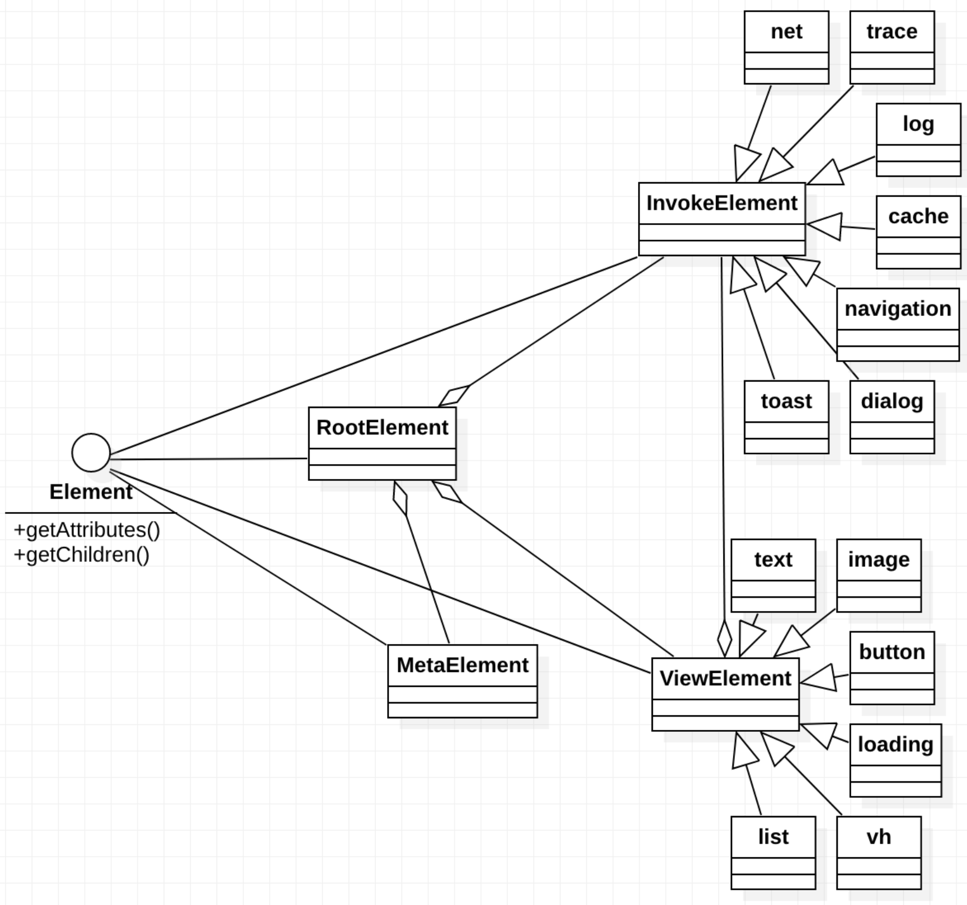 net
trace
log
InvokeElement
cache
navigation
toast
dialog
RootElement
Element
+getAttributes()
+getChildren()
text
image
button
MetaElement
ViewElement
loading
list
vh